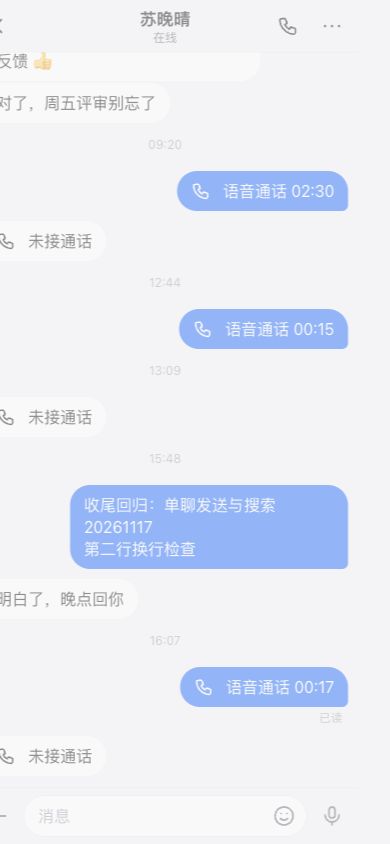 苏晚晴
在线
反馈 👍
对了，周五评审别忘了
09:20
语音通话 02:30
未接通话
12:44
语音通话 00:15
13:09
未接通话
15:48
收尾回归：单聊发送与搜索
20261117
第二行换行检查
明白了，晚点回你
16:07
语音通话 00:17
已读
未接通话
消息